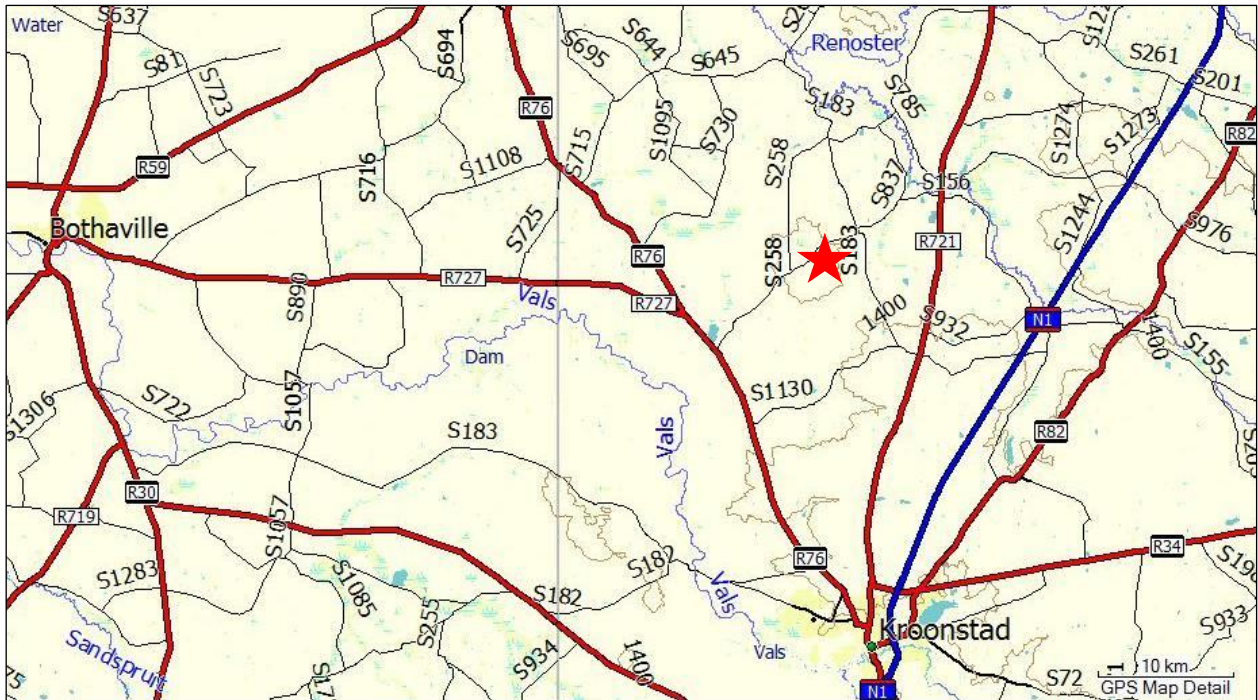 S637
Water
S81
S723
S694
R76
S695
S644
S645
Renoster
S261
S201
S183
S785
S1095
S730
S715
S1274
S1273
R82
R59
S716
S1108
S258
S837
S156
Bothaville
S725
R76
S258
S183
R721
S1244
S976
R727
S890
Vals
R727
1400
S932
N1
1400
S155
Dam
S1130
S1306
S722
S1057
S183
Vals
R82
R30
R719
S1057
S1283
S1085
S255
S182
S182
R76
Vals
R34
S933
Kroonstad
Sandspruit
S934
1400
Vals
S72
10 km
GPS Map Detail
N1